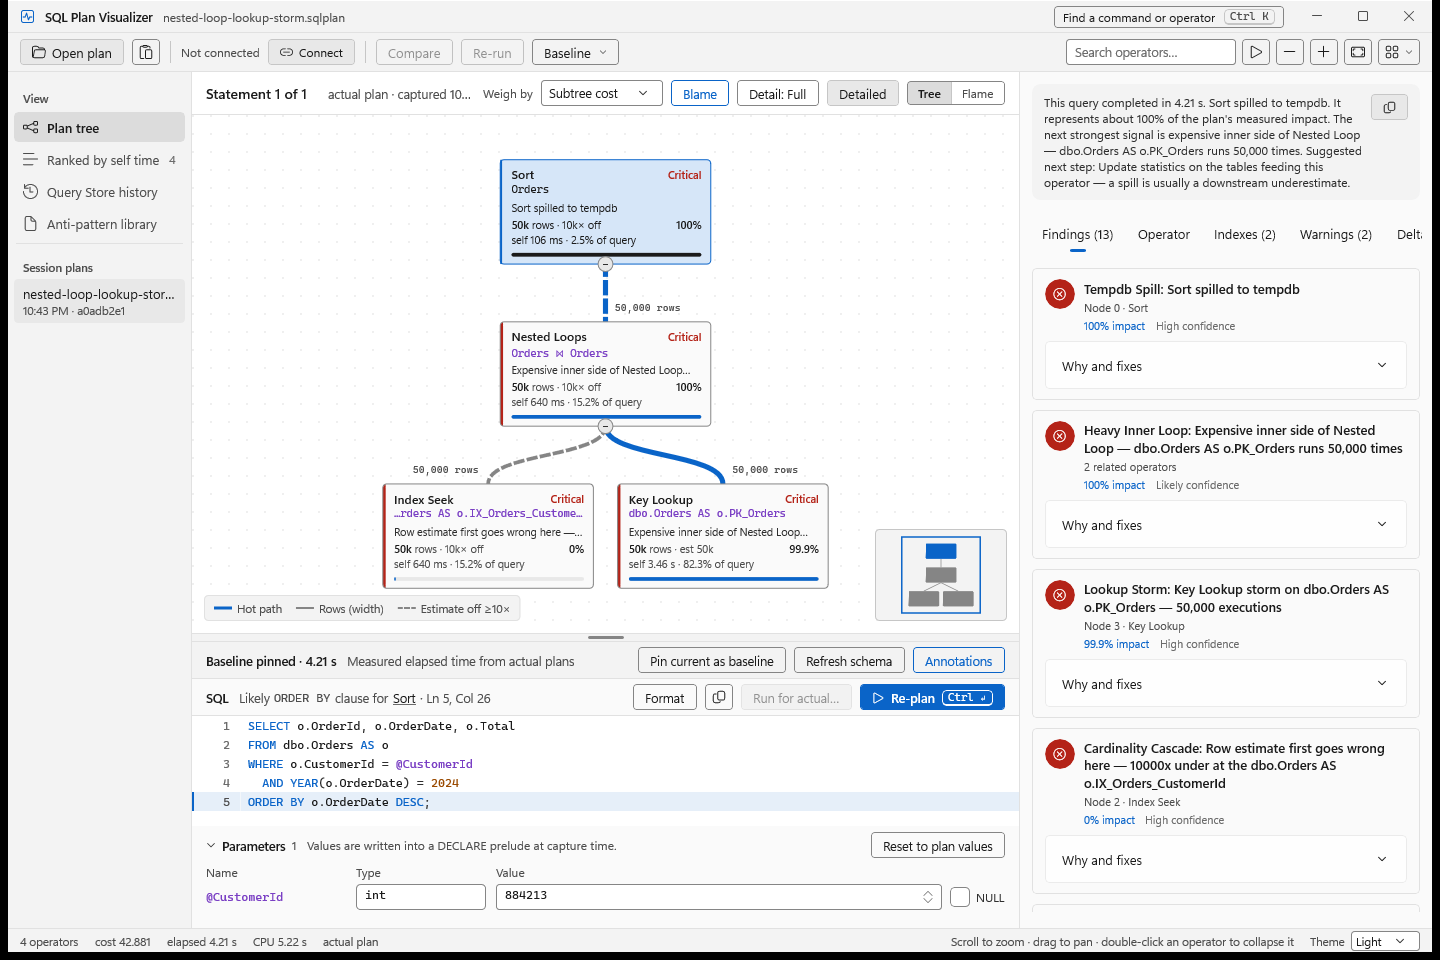 SQL Plan Visualizer nested-loop-lookup-storm.sqlplan
Find a command or operator Ctrl K
Open plan
Not connected
Connect
Compare
Re-run
Baseline
Search operators...
View
Plan tree
Ranked by self time 4
Query Store history
Anti-pattern library
Session plans
nested-loop-lookup-stor...
10:43 PM · a0adb2e1
Statement 1 of 1 actual plan · captured 10... Weigh by Subtree cost Blame Detail: Full Detailed Tree Flame
Sort Critical
Orders
Sort spilled to tempdb
50k rows · 10k× off 100%
self 106 ms · 2.5% of query
50,000 rows
Nested Loops Critical
Orders ⋈ Orders
Expensive inner side of Nested Loop...
50k rows · 10k× off 100%
self 640 ms · 15.2% of query
50,000 rows
50,000 rows
Index Seek Critical
…rders AS o.IX_Orders_Custome…
Row estimate first goes wrong here —...
50k rows · 10k× off 0%
self 640 ms · 15.2% of query
Key Lookup Critical
dbo.Orders AS o.PK_Orders
Expensive inner side of Nested Loop...
50k rows · est 50k 99.9%
self 3.46 s · 82.3% of query
Hot path Rows (width) Estimate off ≥10×
Baseline pinned · 4.21 s Measured elapsed time from actual plans Pin current as baseline Refresh schema Annotations
SQL Likely ORDER BY clause for Sort · Ln 5, Col 26 Format Run for actual... Re-plan Ctrl ↲
1 SELECT o.OrderId, o.OrderDate, o.Total
2 FROM dbo.Orders AS o
3 WHERE o.CustomerId = @CustomerId
4 AND YEAR(o.OrderDate) = 2024
5 ORDER BY o.OrderDate DESC;
Parameters 1 Values are written into a DECLARE prelude at capture time. Reset to plan values
Name Type Value
@CustomerId int 884213 NULL
This query completed in 4.21 s. Sort spilled to tempdb. It
represents about 100% of the plan's measured impact. The
next strongest signal is expensive inner side of Nested Loop
— dbo.Orders AS o.PK_Orders runs 50,000 times. Suggested
next step: Update statistics on the tables feeding this
operator — a spill is usually a downstream underestimate.
Findings (13) Operator Indexes (2) Warnings (2) Delta
Tempdb Spill: Sort spilled to tempdb
Node 0 · Sort
100% impact High confidence
Why and fixes
Heavy Inner Loop: Expensive inner side of Nested
Loop — dbo.Orders AS o.PK_Orders runs 50,000 times
2 related operators
100% impact Likely confidence
Why and fixes
Lookup Storm: Key Lookup storm on dbo.Orders AS
o.PK_Orders — 50,000 executions
Node 3 · Key Lookup
99.9% impact High confidence
Why and fixes
Cardinality Cascade: Row estimate first goes wrong
here — 10000x under at the dbo.Orders AS
o.IX_Orders_CustomerId
Node 2 · Index Seek
0% impact High confidence
Why and fixes
4 operators cost 42.881 elapsed 4.21 s CPU 5.22 s actual plan
Scroll to zoom · drag to pan · double-click an operator to collapse it Theme Light